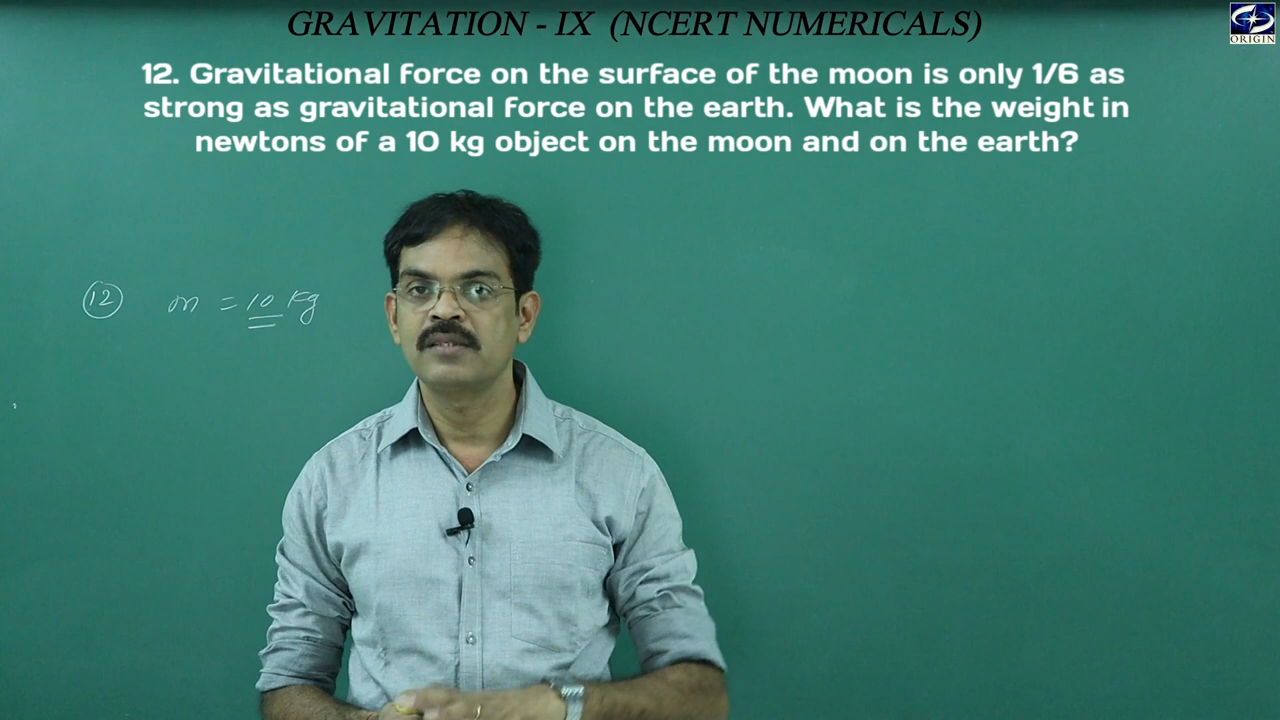 GRAVITATION - IX (NCERT NUMERICALS)
ORIGIN
12. Gravitational force on the surface of the moon is only 1/6 as
strong as gravitational force on the earth. What is the weight in
newtons of a 10 kg object on the moon and on the earth?
12 m = 10 kg